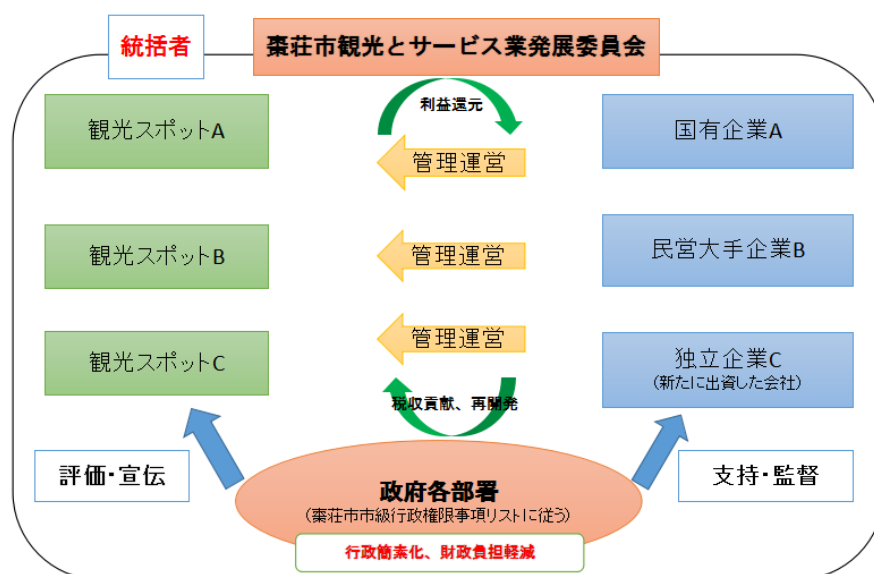 統括者
棗荘市観光とサービス業発展委員会
利益還元
観光スポットA
管理運営
国有企業A
観光スポットB
管理運営
民営大手企業B
観光スポットC
管理運営
独立企業C
(新たに出資した会社)
税収貢献、再開発
評価・宣伝
支持・監督
政府各部署
(棗荘市市級行政権限事項リストに従う)
行政簡素化、財政負担軽減